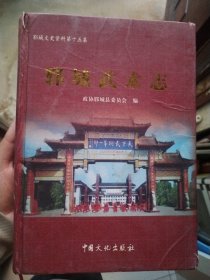 郓城文史资料第十五集
郓城武术志
政协郓城县委员会 编
中国文化出版社